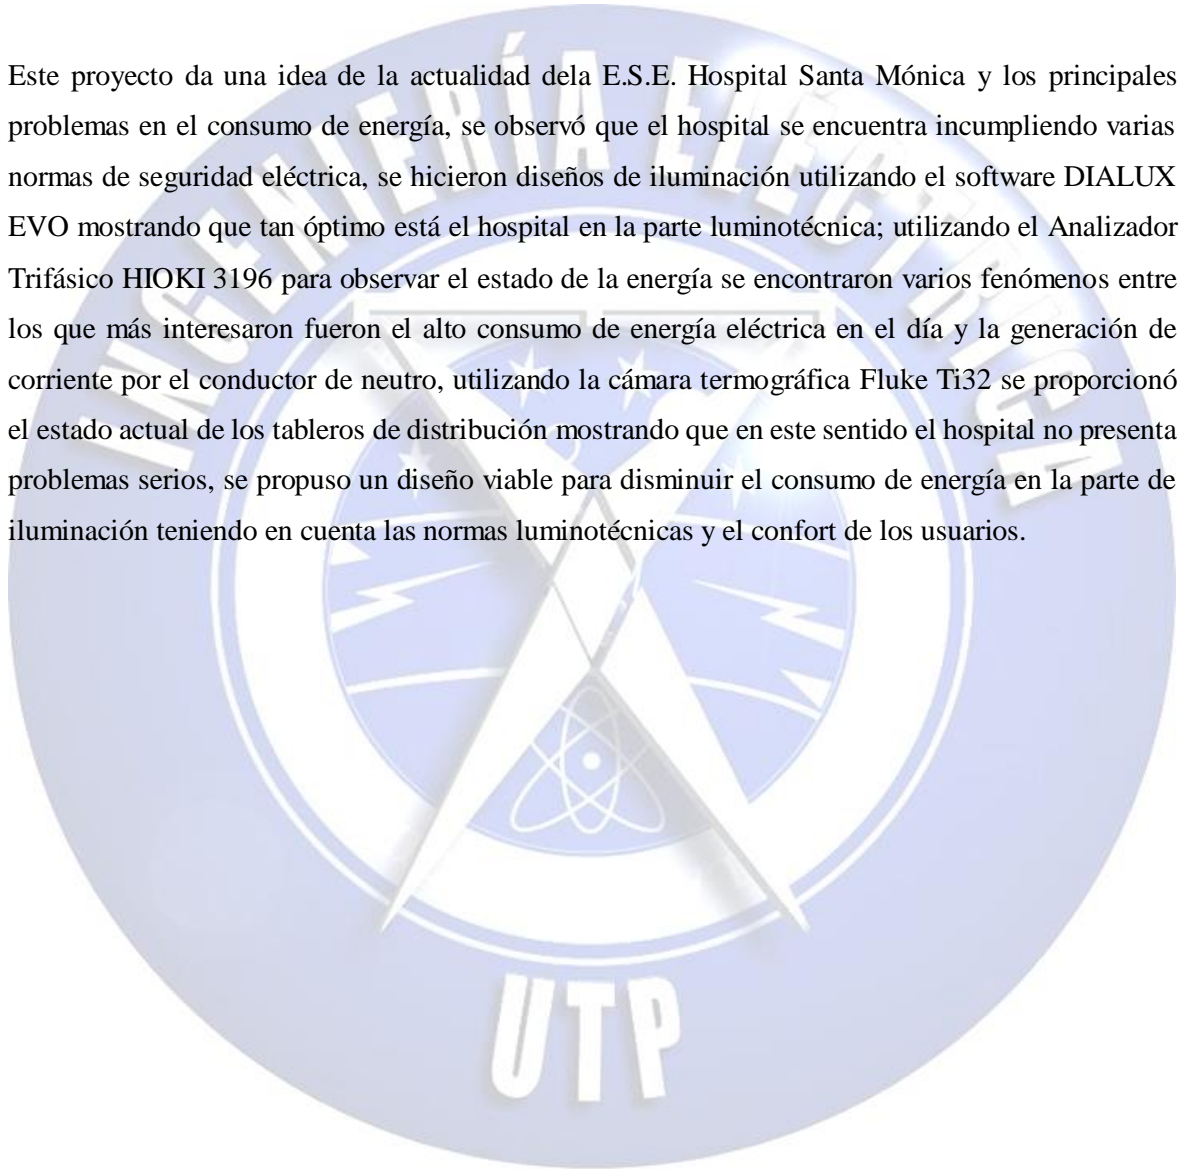 Este proyecto da una idea de la actualidad dela E.S.E. Hospital Santa Mónica y los principales
problemas en el consumo de energía, se observó que el hospital se encuentra incumpliendo varias
normas de seguridad eléctrica, se hicieron diseños de iluminación utilizando el software DIALUX
EVO mostrando que tan óptimo está el hospital en la parte luminotécnica; utilizando el Analizador
Trifásico HIOKI 3196 para observar el estado de la energía se encontraron varios fenómenos entre
los que más interesaron fueron el alto consumo de energía eléctrica en el día y la generación de
corriente por el conductor de neutro, utilizando la cámara termográfica Fluke Ti32 se proporcionó
el estado actual de los tableros de distribución mostrando que en este sentido el hospital no presenta
problemas serios, se propuso un diseño viable para disminuir el consumo de energía en la parte de
iluminación teniendo en cuenta las normas luminotécnicas y el confort de los usuarios.
INGENIERÍA ELÉCTRICA
UTP